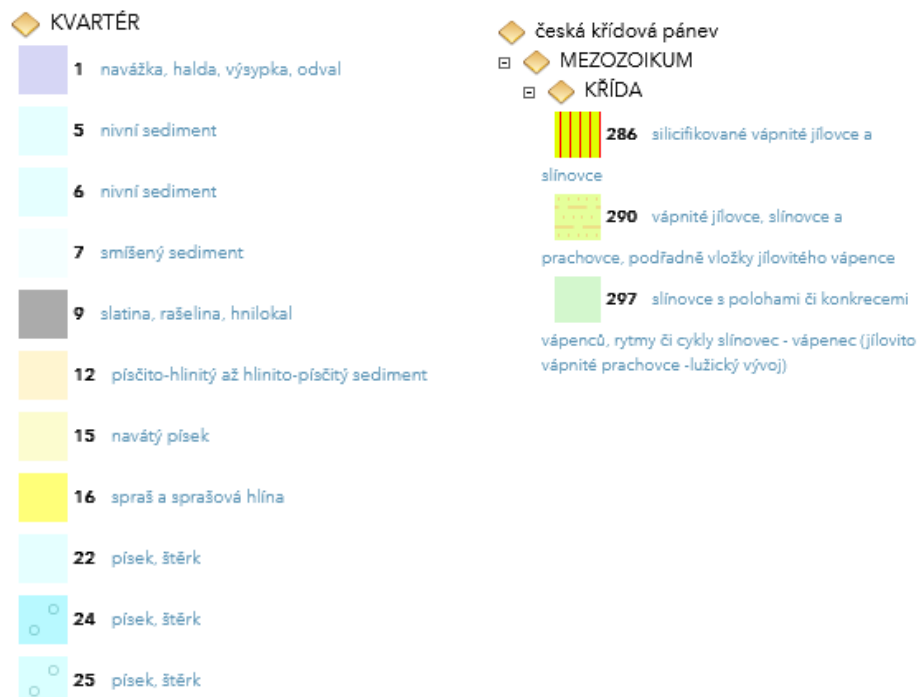 KVARTÉR
1 navážka, halda, výsypka, odval
5 nivní sediment
6 nivní sediment
7 smíšený sediment
9 slatina, rašelina, hnilokal
12 písčito-hlinitý až hlinito-písčitý sediment
15 navátý písek
16 spraš a sprašová hlína
22 písek, štěrk
24 písek, štěrk
25 písek, štěrk
česká křídová pánev
MEZOZOIKUM
KŘÍDA
286 silicifikované vápnité jílovce a
slínovce
290 vápnité jílovce, slínovce a
prachovce, podřadně vložky jílovitého vápence
297 slínovce s polohami či konkrecemi
vápenců, rytmy či cykly slínovec - vápenec (jílovito
vápnité prachovce -lužický vývoj)